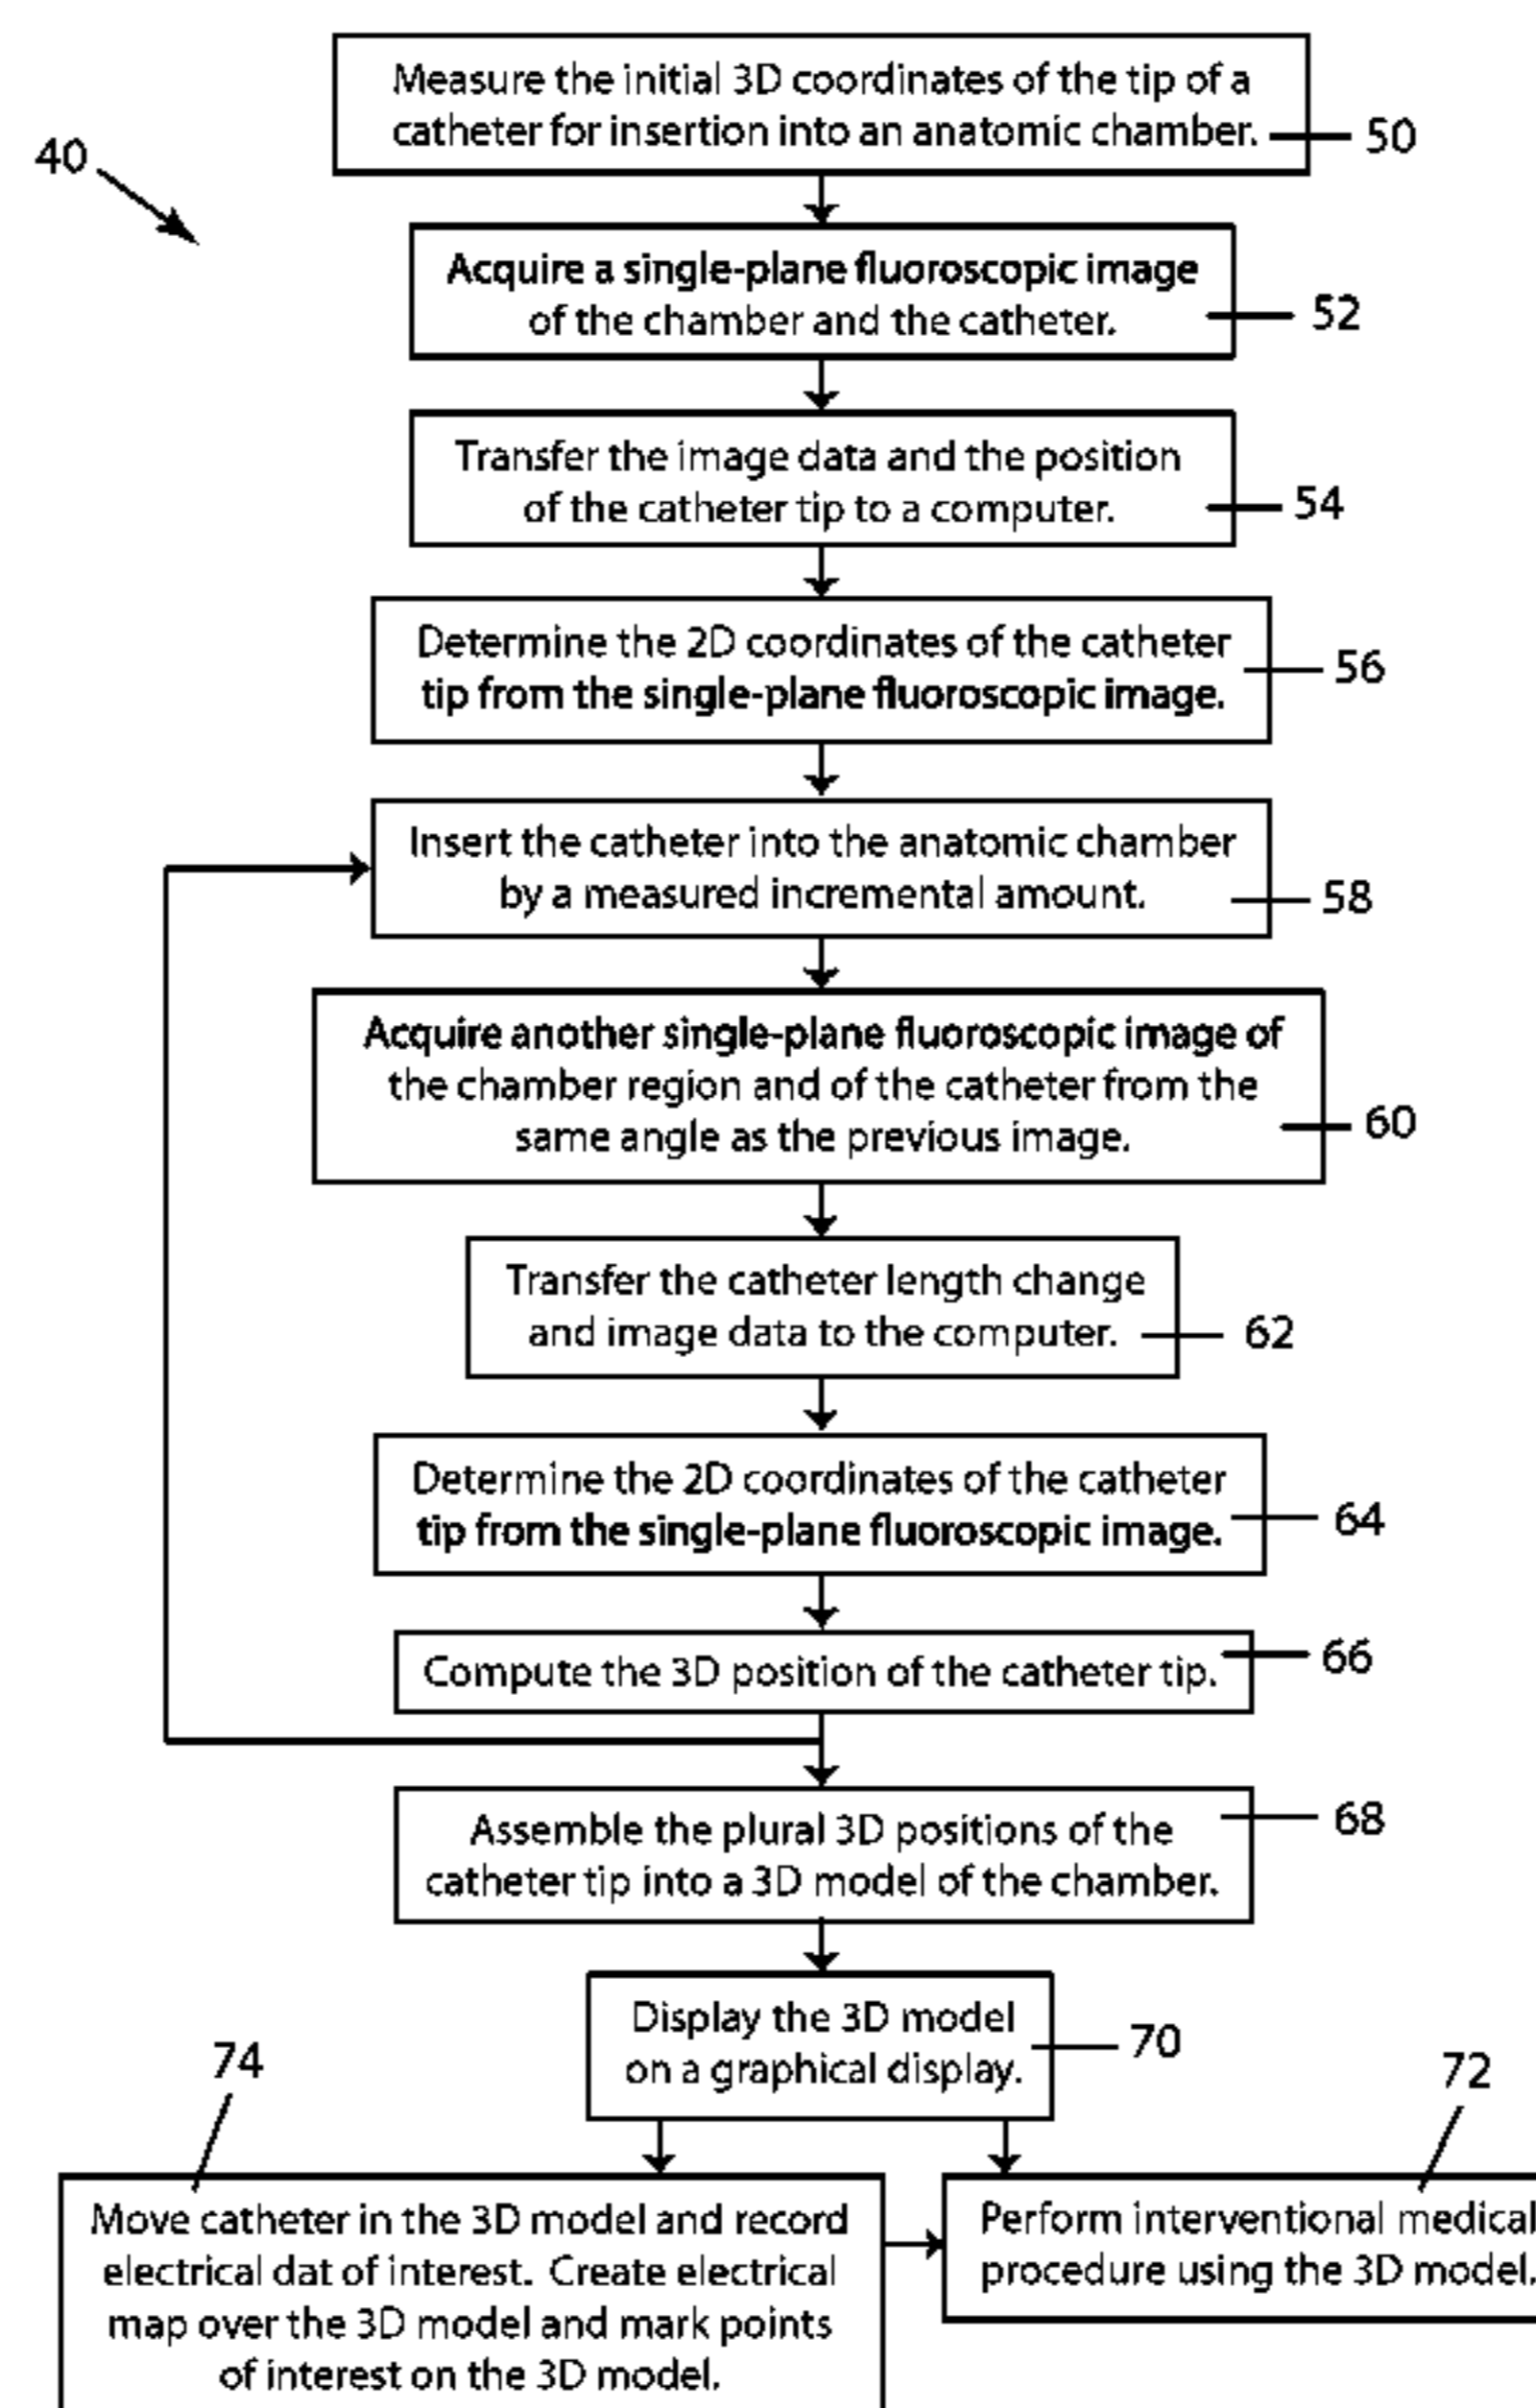 40
Measure the initial 3D coordinates of the tip of a
catheter for insertion into an anatomic chamber.
50
Acquire a single-plane fluoroscopic image
of the chamber and the catheter.
52
Transfer the image data and the position
of the catheter tip to a computer.
54
Determine the 2D coordinates of the catheter
tip from the single-plane fluoroscopic image.
56
Insert the catheter into the anatomic chamber
by a measured incremental amount.
58
Acquire another single-plane fluoroscopic image of
the chamber region and of the catheter from the
same angle as the previous image.
60
Transfer the catheter length change
and image data to the computer.
62
Determine the 2D coordinates of the catheter
tip from the single-plane fluoroscopic image.
64
Compute the 3D position of the catheter tip.
66
Assemble the plural 3D positions of the
catheter tip into a 3D model of the chamber.
68
Display the 3D model
on a graphical display.
70
74
Move catheter in the 3D model and record
electrical dat of interest. Create electrical
map over the 3D model and mark points
of interest on the 3D model.
72
Perform interventional medical
procedure using the 3D model.